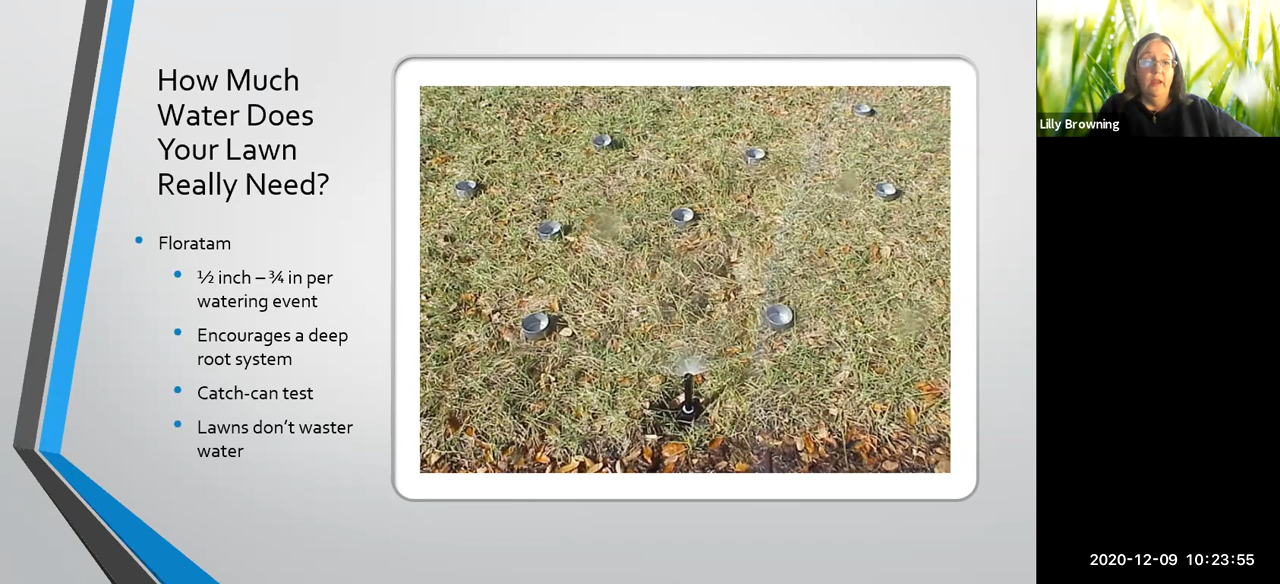 How Much
Water Does
Your Lawn
Really Need?
Floratam
½ inch – ¾ in per
watering event
Encourages a deep
root system
Catch-can test
Lawns don’t waster
water
Lilly Browning
2020-12-09 10:23:55